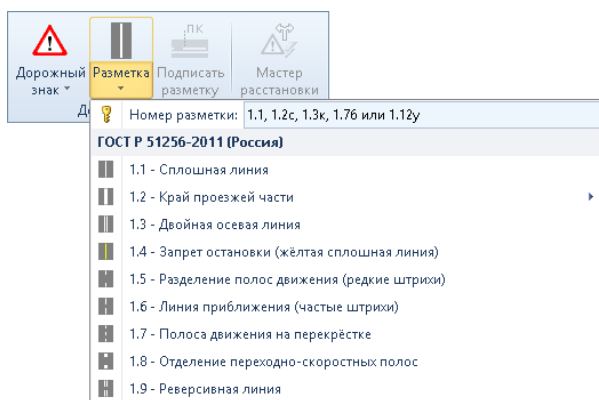 ПК
Дорожный знак
Разметка
Подписать разметку
Мастер расстановки
Д
Номер разметки: 1.1, 1.2с, 1.3к, 1.7б или 1.12у
ГОСТ Р 51256-2011 (Россия)
1.1 - Сплошная линия
1.2 - Край проезжей части
1.3 - Двойная осевая линия
1.4 - Запрет остановки (жёлтая сплошная линия)
1.5 - Разделение полос движения (редкие штрихи)
1.6 - Линия приближения (частые штрихи)
1.7 - Полоса движения на перекрёстке
1.8 - Отделение переходно-скоростных полос
1.9 - Реверсивная линия